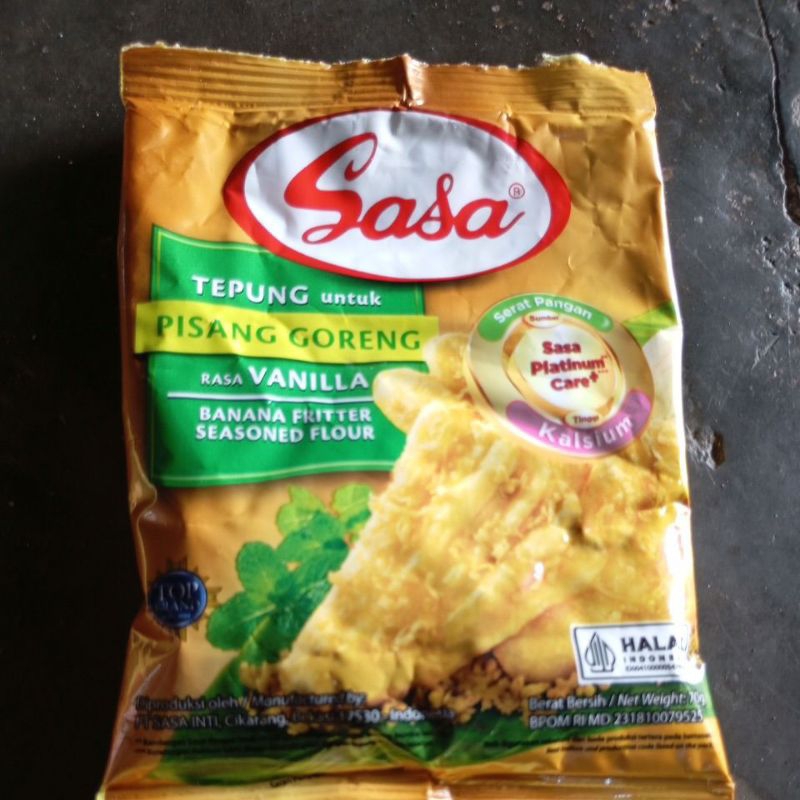 Sasa®
TEPUNG untuk
PISANG GORENG
RASA VANILLA
BANANA FRITTER
SEASONED FLOUR
Serat Pangan
Sumber
Sasa
Platinum
Care+
Tinggi
Kalsium
TOP
BRAND
HALAL
INDONESIA
Diproduksi oleh / Manufactured by:
PT SASA INTI, Cikarang, Bekasi 17530 - Indonesia
Berat Bersih / Net Weight: 70g
BPOM RI MD 231810079525